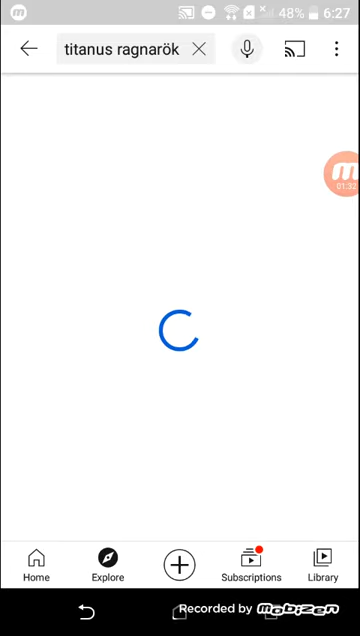 48% 6:27
titanus ragnarök
01:32
Home
Explore
Subscriptions
Library
Recorded by mobizen